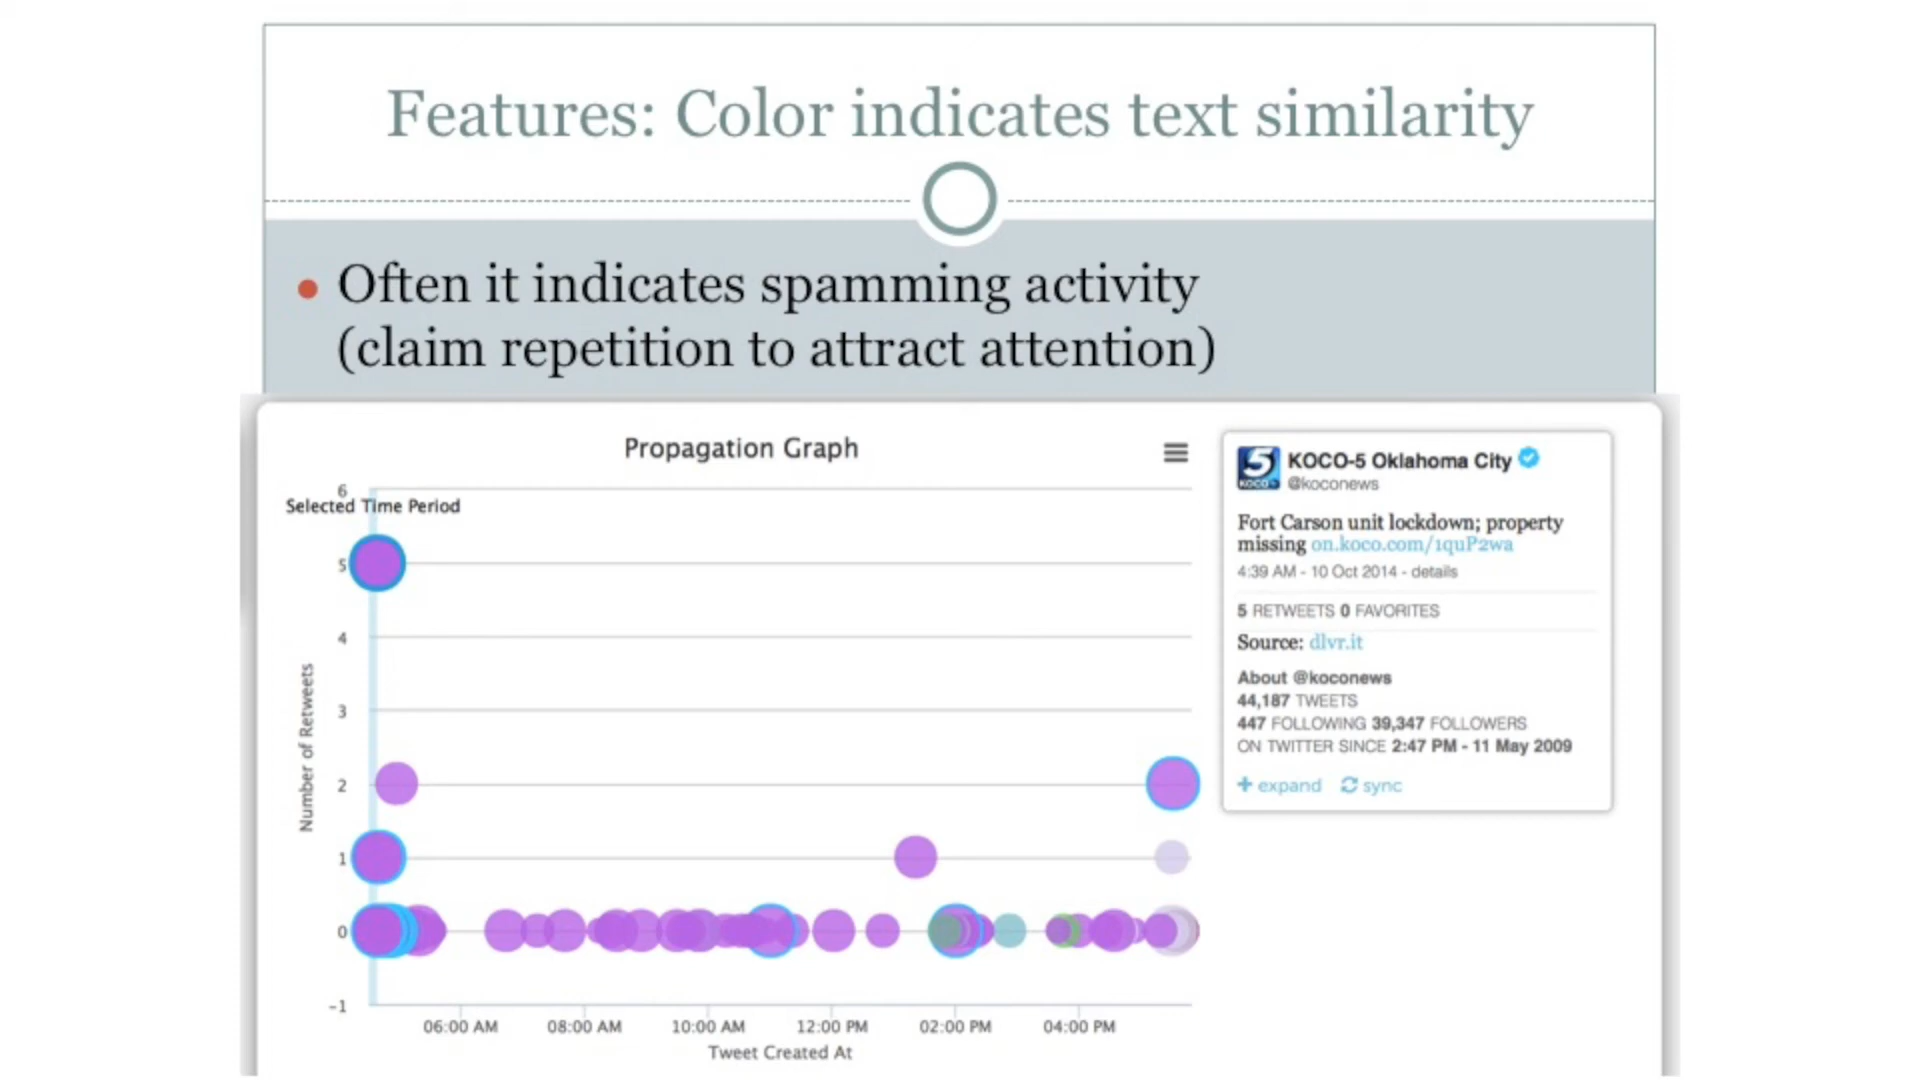 Features: Color indicates text similarity
• Often it indicates spamming activity
(claim repetition to attract attention)
Propagation Graph
Selected Time Period
6
5
4
3
2
1
0
-1
Number of Retweets
06:00 AM 08:00 AM 10:00 AM 12:00 PM 02:00 PM 04:00 PM
Tweet Created At
5
KOCO
KOCO-5 Oklahoma City
@koconews
Fort Carson unit lockdown; property
missing on.koco.com/1quP2wa
4:39 AM - 10 Oct 2014 - details
5 RETWEETS 0 FAVORITES
Source: dlvr.it
About @koconews
44,187 TWEETS
447 FOLLOWING 39,347 FOLLOWERS
ON TWITTER SINCE 2:47 PM - 11 May 2009
+ expand sync